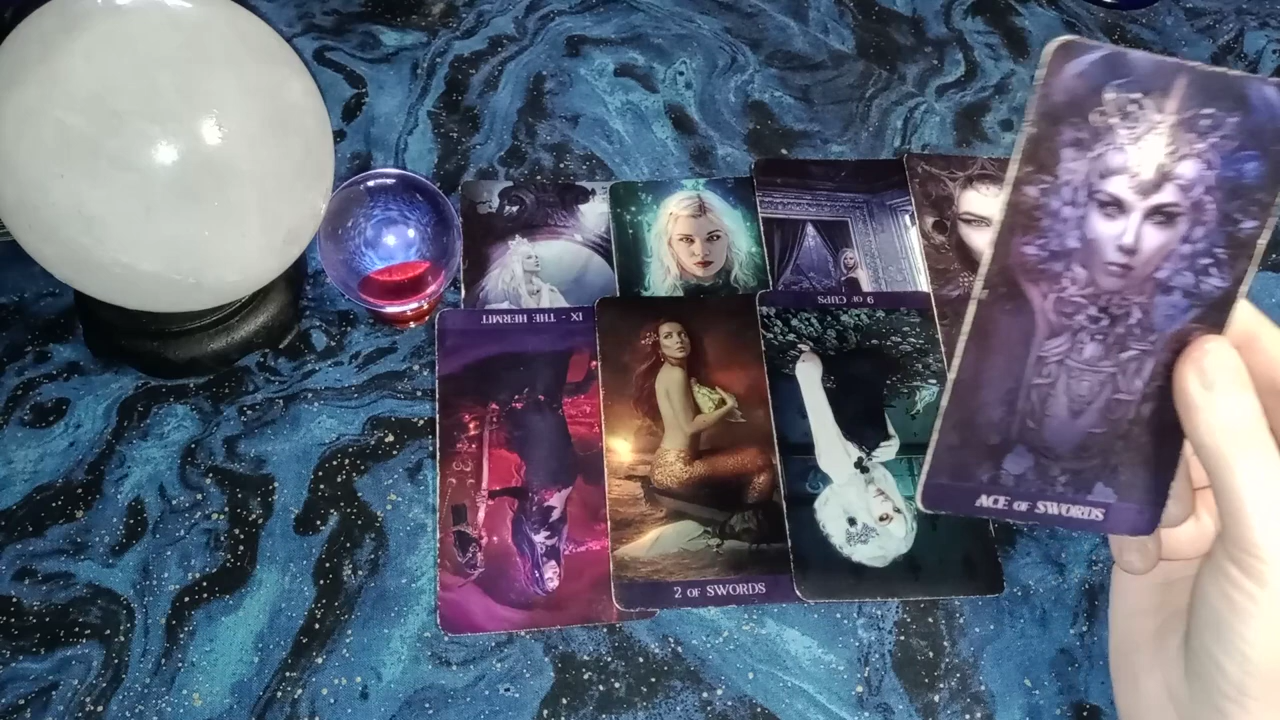 IX - THE HERMIT
2 OF SWORDS
9 OF CUPS
ACE OF SWORDS